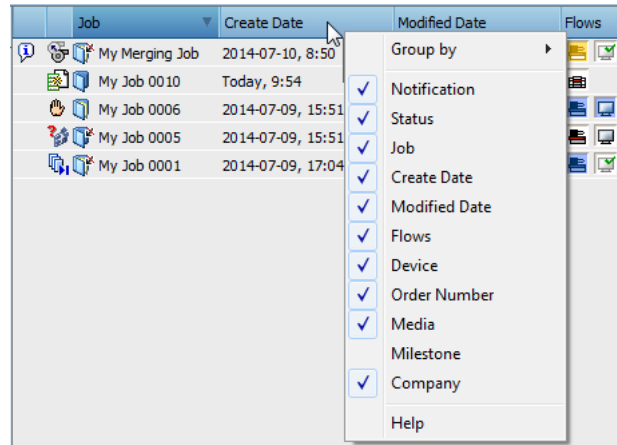 Job Create Date Modified Date Flows
My Merging Job 2014-07-10, 8:50
My Job 0010 Today, 9:54
My Job 0006 2014-07-09, 15:51
My Job 0005 2014-07-09, 15:51
My Job 0001 2014-07-09, 17:04
Group by
Notification
Status
Job
Create Date
Modified Date
Flows
Device
Order Number
Media
Milestone
Company
Help